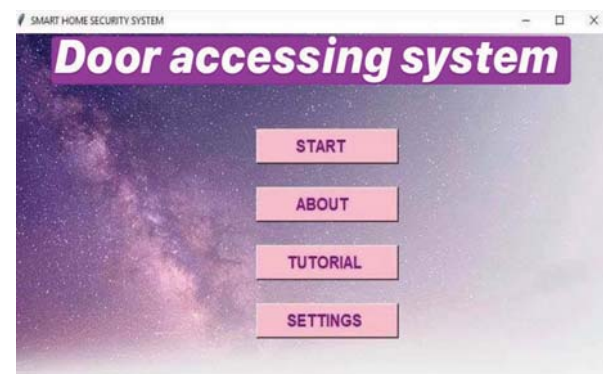 SMART HOME SECURITY SYSTEM
Door accessing system
START
ABOUT
TUTORIAL
SETTINGS